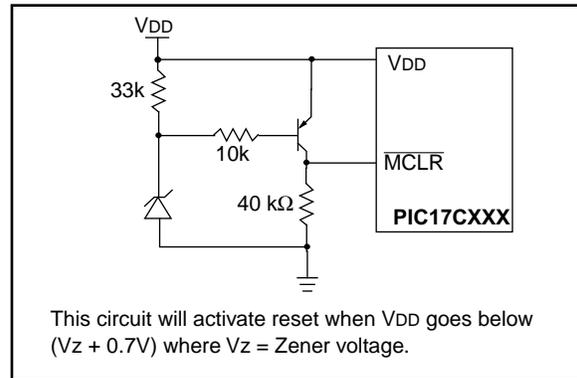 VDD
33k
10k
40 kΩ
VDD
MCLR
PIC17CXXX
This circuit will activate reset when VDD goes below
(Vz + 0.7V) where Vz = Zener voltage.